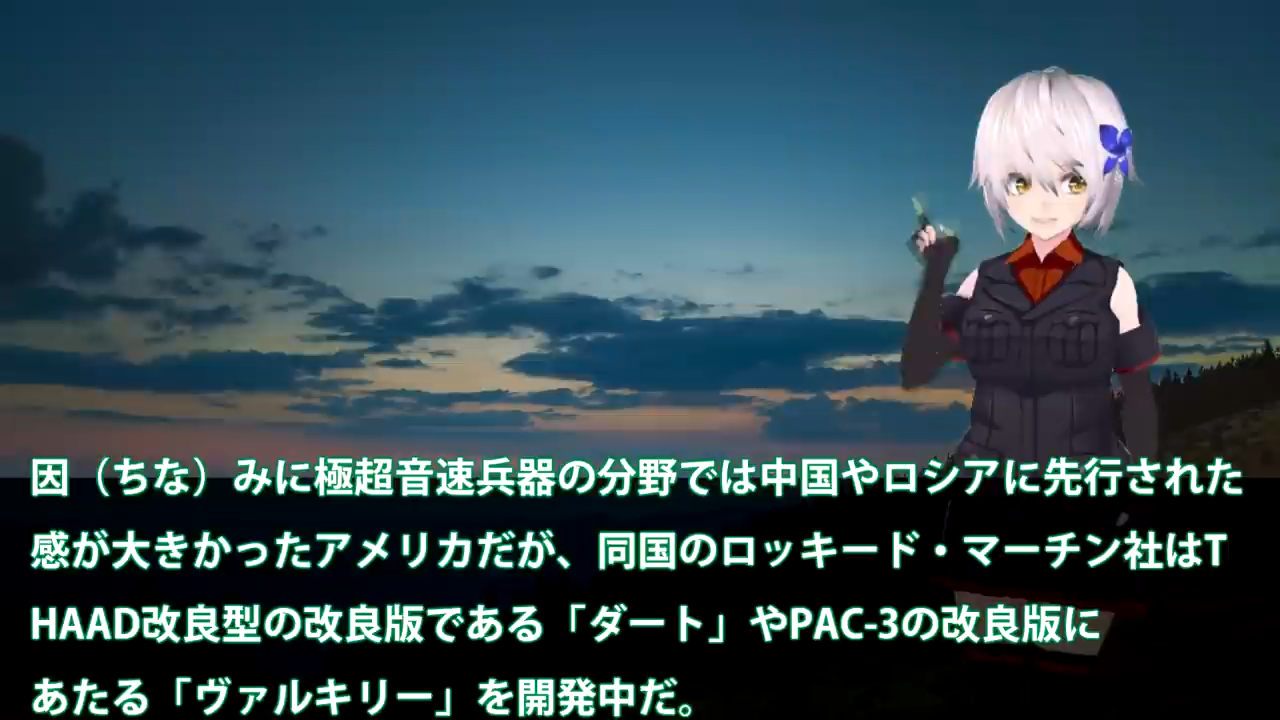 因（ちな）みに極超音速兵器の分野では中国やロシアに先行された
感が大きかったアメリカだが、同国のロッキード・マーチン社はT
HAAD改良型の改良版である「ダート」やPAC-3の改良版に
あたる「ヴァルキリー」を開発中だ。